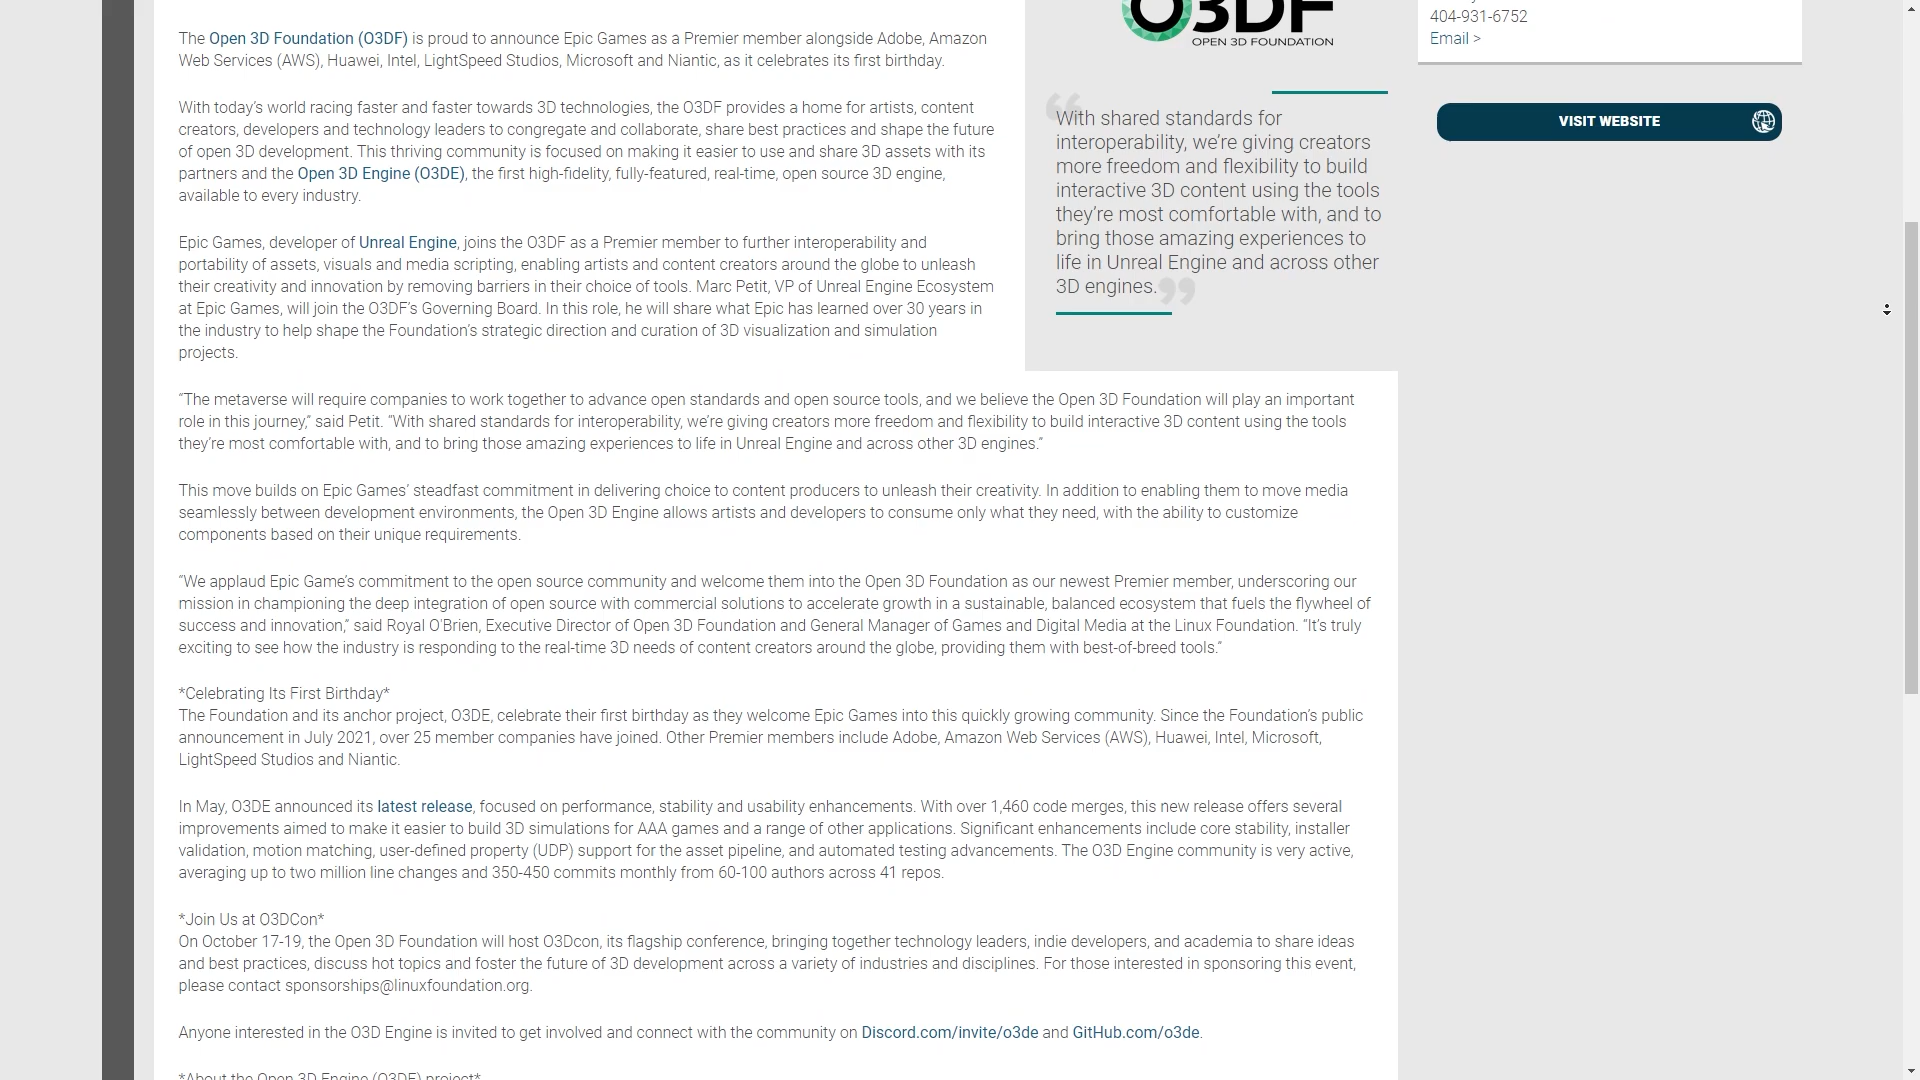 The Open 3D Foundation (O3DF) is proud to announce Epic Games as a Premier member alongside Adobe, Amazon
Web Services (AWS), Huawei, Intel, LightSpeed Studios, Microsoft and Niantic, as it celebrates its first birthday.
With today’s world racing faster and faster towards 3D technologies, the O3DF provides a home for artists, content
creators, developers and technology leaders to congregate and collaborate, share best practices and shape the future
of open 3D development. This thriving community is focused on making it easier to use and share 3D assets with its
partners and the Open 3D Engine (O3DE), the first high-fidelity, fully-featured, real-time, open source 3D engine,
available to every industry.
Epic Games, developer of Unreal Engine, joins the O3DF as a Premier member to further interoperability and
portability of assets, visuals and media scripting, enabling artists and content creators around the globe to unleash
their creativity and innovation by removing barriers in their choice of tools. Marc Petit, VP of Unreal Engine Ecosystem
at Epic Games, will join the O3DF’s Governing Board. In this role, he will share what Epic has learned over 30 years in
the industry to help shape the Foundation’s strategic direction and curation of 3D visualization and simulation
projects.
“The metaverse will require companies to work together to advance open standards and open source tools, and we believe the Open 3D Foundation will play an important
role in this journey,” said Petit. “With shared standards for interoperability, we’re giving creators more freedom and flexibility to build interactive 3D content using the tools
they’re most comfortable with, and to bring those amazing experiences to life in Unreal Engine and across other 3D engines.”
This move builds on Epic Games’ steadfast commitment in delivering choice to content producers to unleash their creativity. In addition to enabling them to move media
seamlessly between development environments, the Open 3D Engine allows artists and developers to consume only what they need, with the ability to customize
components based on their unique requirements.
“We applaud Epic Game’s commitment to the open source community and welcome them into the Open 3D Foundation as our newest Premier member, underscoring our
mission in championing the deep integration of open source with commercial solutions to accelerate growth in a sustainable, balanced ecosystem that fuels the flywheel of
success and innovation,” said Royal O’Brien, Executive Director of Open 3D Foundation and General Manager of Games and Digital Media at the Linux Foundation. “It’s truly
exciting to see how the industry is responding to the real-time 3D needs of content creators around the globe, providing them with best-of-breed tools.”
*Celebrating Its First Birthday*
The Foundation and its anchor project, O3DE, celebrate their first birthday as they welcome Epic Games into this quickly growing community. Since the Foundation’s public
announcement in July 2021, over 25 member companies have joined. Other Premier members include Adobe, Amazon Web Services (AWS), Huawei, Intel, Microsoft,
LightSpeed Studios and Niantic.
In May, O3DE announced its latest release, focused on performance, stability and usability enhancements. With over 1,460 code merges, this new release offers several
improvements aimed to make it easier to build 3D simulations for AAA games and a range of other applications. Significant enhancements include core stability, installer
validation, motion matching, user-defined property (UDP) support for the asset pipeline, and automated testing advancements. The O3D Engine community is very active,
averaging up to two million line changes and 350-450 commits monthly from 60-100 authors across 41 repos.
*Join Us at O3DCon*
On October 17-19, the Open 3D Foundation will host O3Dcon, its flagship conference, bringing together technology leaders, indie developers, and academia to share ideas
and best practices, discuss hot topics and foster the future of 3D development across a variety of industries and disciplines. For those interested in sponsoring this event,
please contact sponsorships@linuxfoundation.org.
Anyone interested in the O3D Engine is invited to get involved and connect with the community on Discord.com/invite/o3de and GitHub.com/o3de.
*About the Open 3D Engine (O3DE) project*
O3DF
OPEN 3D FOUNDATION
“With shared standards for
interoperability, we’re giving creators
more freedom and flexibility to build
interactive 3D content using the tools
they’re most comfortable with, and to
bring those amazing experiences to
life in Unreal Engine and across other
3D engines.”
404-931-6752
Email >
VISIT WEBSITE